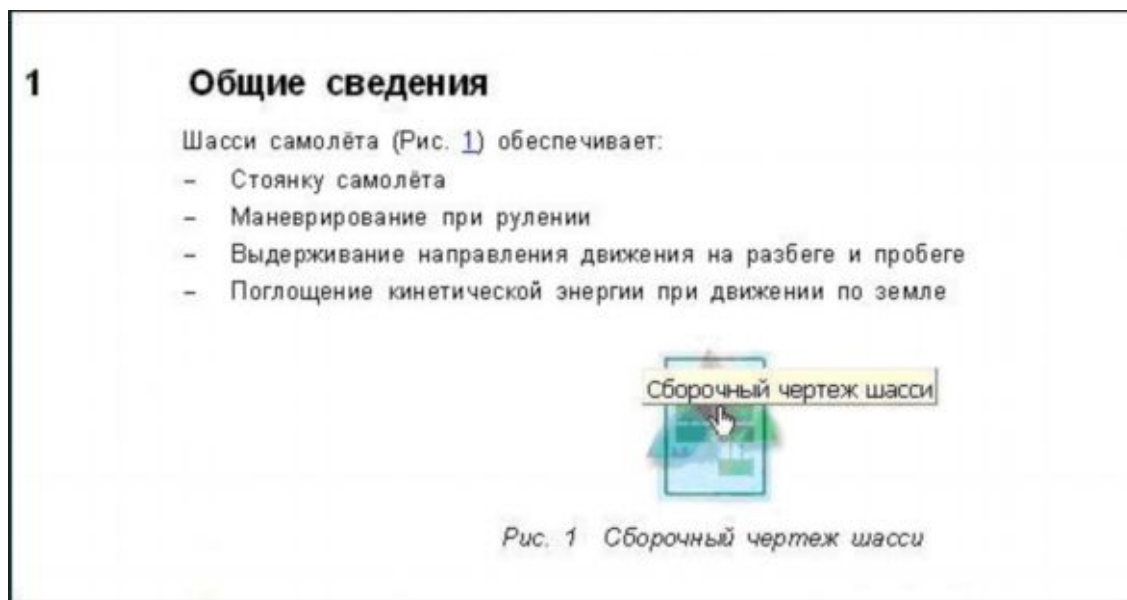 1 Общие сведения
Шасси самолёта (Рис. 1) обеспечивает:
– Стоянку самолёта
– Маневрирование при рулении
– Выдерживание направления движения на разбеге и пробеге
– Поглощение кинетической энергии при движении по земле
Сборочный чертеж шасси
Рис. 1 Сборочный чертеж шасси